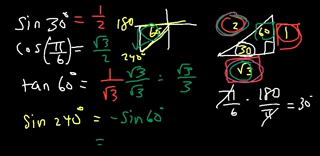 sin 30° = 1/2
cos(π/6) = √3/2
tan 60° = 1/√3 √3/√3 = √3/3
sin 240° = -sin 60°
=
180
60
240°
2
60
1
30
√3
π/6 · 180/π = 30°